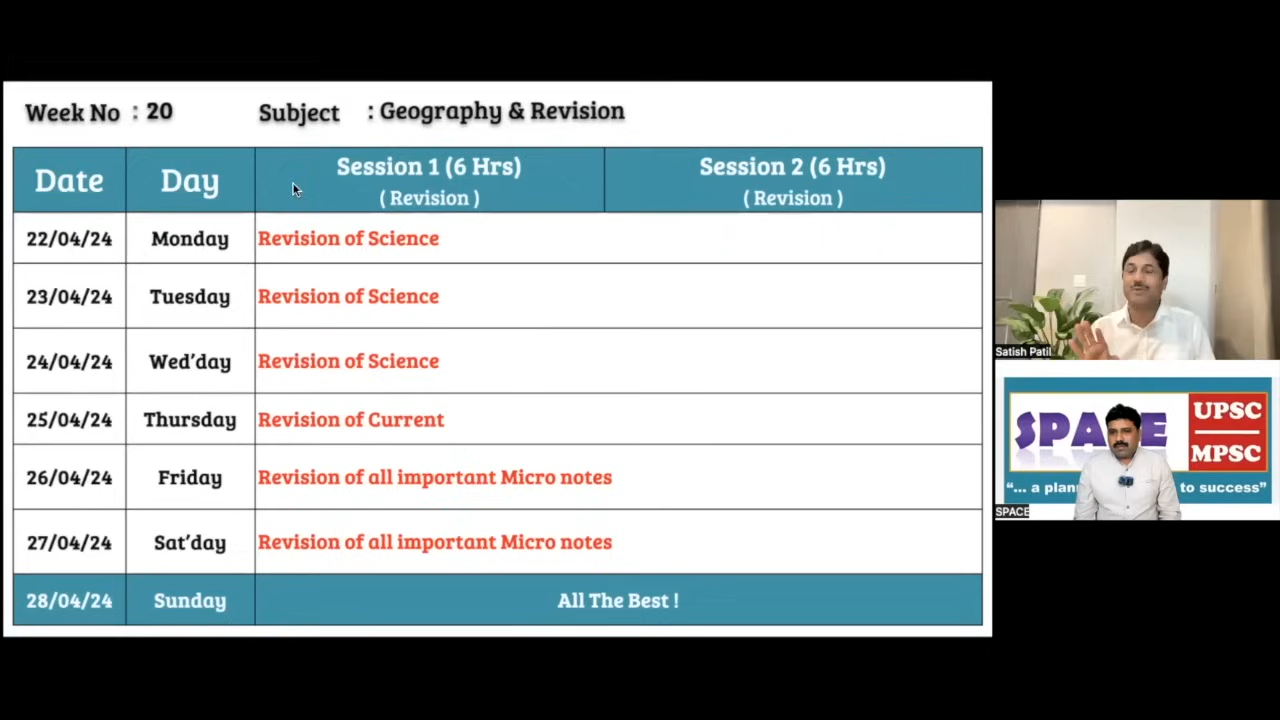 Week No : 20 Subject : Geography & Revision
Date Day Session 1 (6 Hrs) Session 2 (6 Hrs)
( Revision ) ( Revision )
22/04/24 Monday Revision of Science
23/04/24 Tuesday Revision of Science
24/04/24 Wed’day Revision of Science
25/04/24 Thursday Revision of Current
26/04/24 Friday Revision of all important Micro notes
27/04/24 Sat’day Revision of all important Micro notes
28/04/24 Sunday All The Best !
Satish Patil
UPSC
MPSC
“... a to success”
SPACE